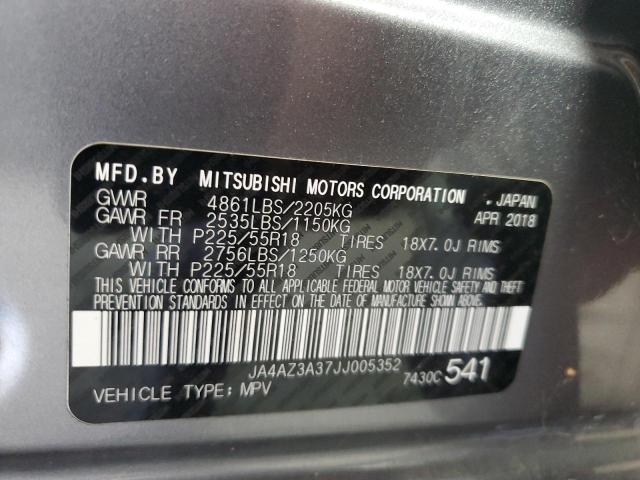 MFD.BY MITSUBISHI MOTORS CORPORATION . JAPAN
GVWR 4861LBS/2205KG APR 2018
GAWR FR 2535LBS/1150KG
WITH P225/55R18 TIRES 18X7.0J RIMS
GAWR RR 2756LBS/1250KG
WITH P225/55R18 TIRES 18X7.0J RIMS
THIS VEHICLE CONFORMS TO ALL APPLICABLE FEDERAL MOTOR VEHICLE SAFETY AND THEFT
PREVENTION STANDARDS IN EFFECT ON THE DATE OF MANUFACTURE SHOWN ABOVE.
JA4AZ3A37JJ005352
VEHICLE TYPE: MPV 7430C 541